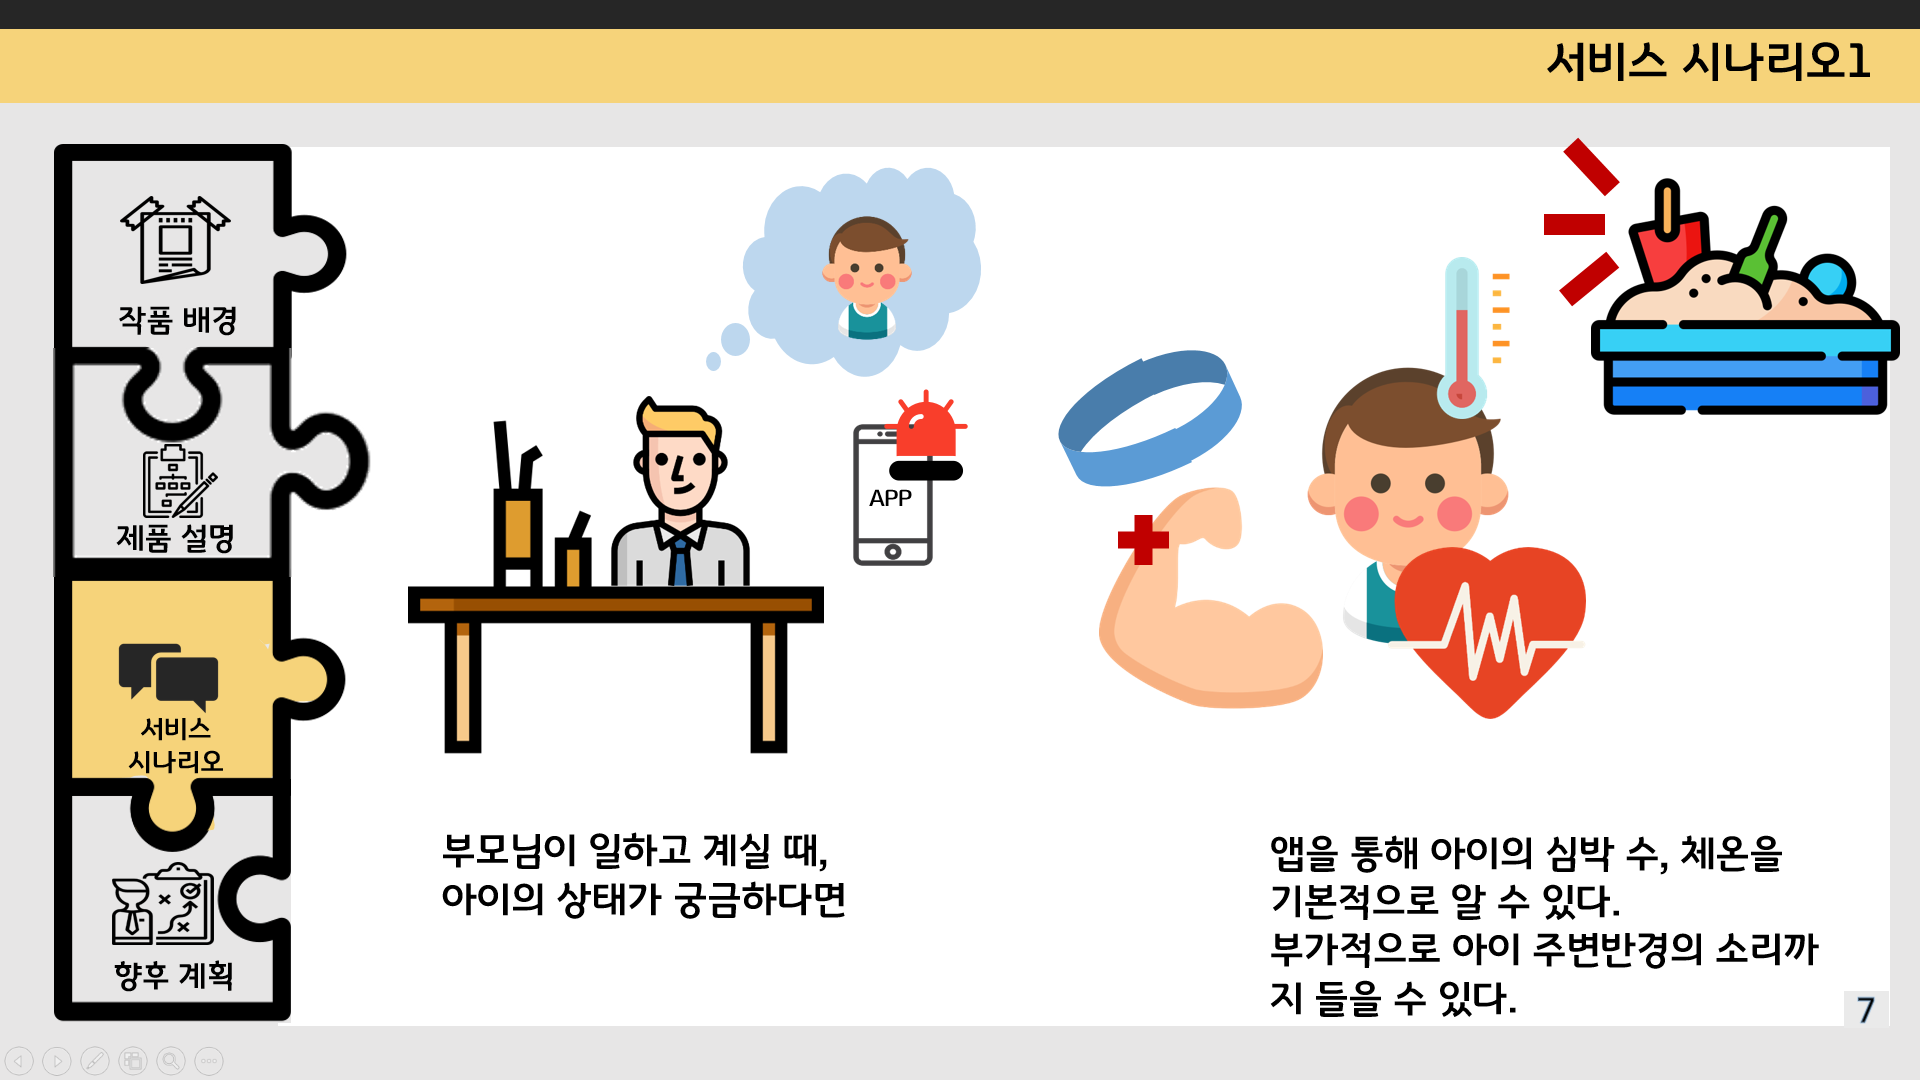 서비스 시나리오1
작품 배경
제품 설명
서비스
시나리오
향후 계획
APP
부모님이 일하고 계실 때,
아이의 상태가 궁금하다면
앱을 통해 아이의 심박 수, 체온을
기본적으로 알 수 있다.
부가적으로 아이 주변반경의 소리까
지 들을 수 있다.
7